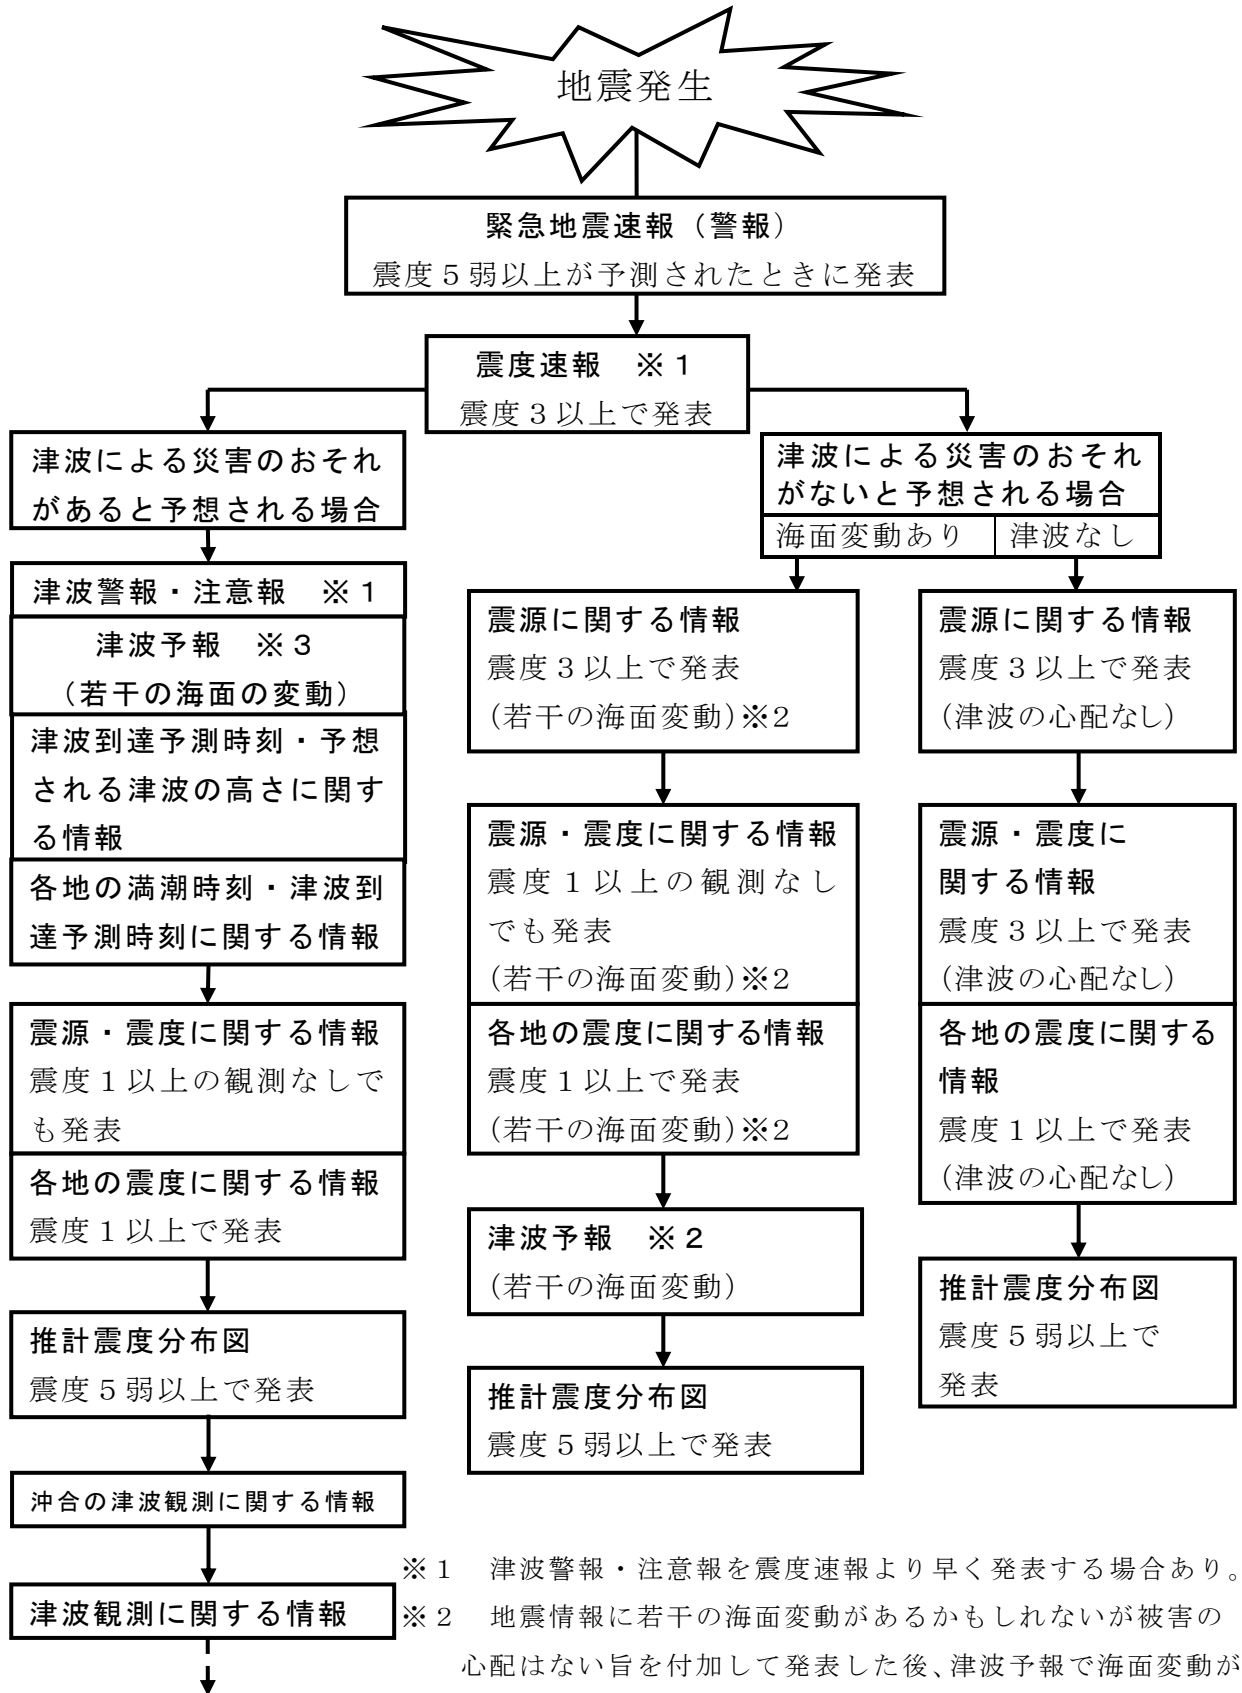 地震発生
緊急地震速報（警報）
震度５弱以上が予測されたときに発表
震度速報　※１
震度３以上で発表
津波による災害のおそれ
があると予想される場合
津波警報・注意報　※１
津波予報　※３
（若干の海面の変動）
津波到達予測時刻・予想
される津波の高さに関す
る情報
各地の満潮時刻・津波到
達予測時刻に関する情報
震源・震度に関する情報
震度１以上の観測なしで
も発表
各地の震度に関する情報
震度１以上で発表
推計震度分布図
震度５弱以上で発表
沖合の津波観測に関する情報
津波観測に関する情報
津波による災害のおそれ
がないと予想される場合
海面変動あり
津波なし
震源に関する情報
震度３以上で発表
(若干の海面変動)※2
震源・震度に関する情報
震度１以上の観測なし
でも発表
(若干の海面変動)※2
各地の震度に関する情報
震度１以上で発表
(若干の海面変動)※2
津波予報　※２
(若干の海面変動)
推計震度分布図
震度５弱以上で発表
震源に関する情報
震度３以上で発表
(津波の心配なし)
震源・震度に
関する情報
震度３以上で発表
(津波の心配なし)
各地の震度に関する
情報
震度１以上で発表
(津波の心配なし)
推計震度分布図
震度５弱以上で
発表
※１　津波警報・注意報を震度速報より早く発表する場合あり。
※２　地震情報に若干の海面変動があるかもしれないが被害の
心配はない旨を付加して発表した後、津波予報で海面変動が